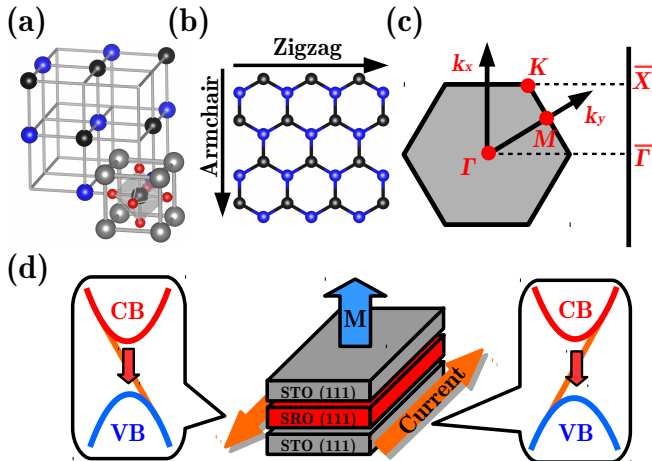 (a)
(b)
Zigzag
Armchair
(c)
kx
K
ky
M
Γ
X̅
Γ̅
(d)
CB
VB
M
STO (111)
SRO (111)
STO (111)
Current
CB
VB